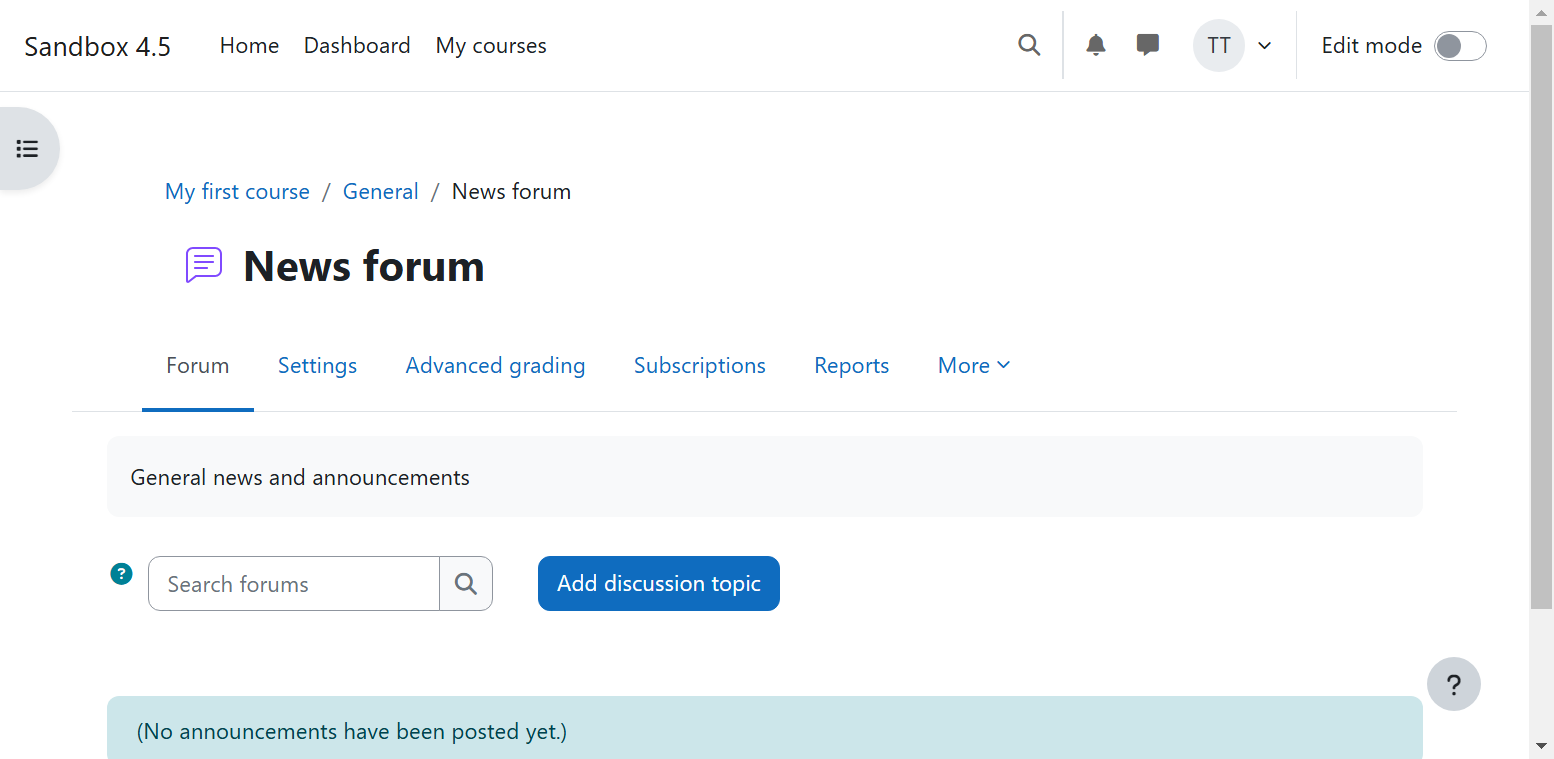 Sandbox 4.5 Home Dashboard My courses TT Edit mode
My first course / General / News forum
News forum
Forum Settings Advanced grading Subscriptions Reports More
General news and announcements
? Search forums Add discussion topic
?
(No announcements have been posted yet.)